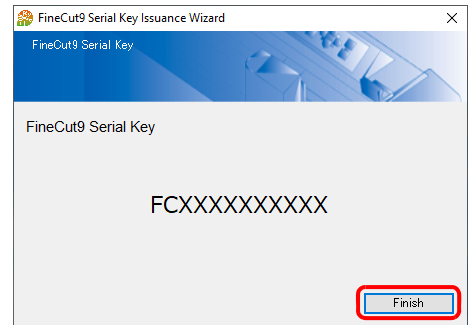 FineCut9 Serial Key Issuance Wizard
FineCut9 Serial Key
FineCut9 Serial Key
FCXXXXXXXXXX
Finish